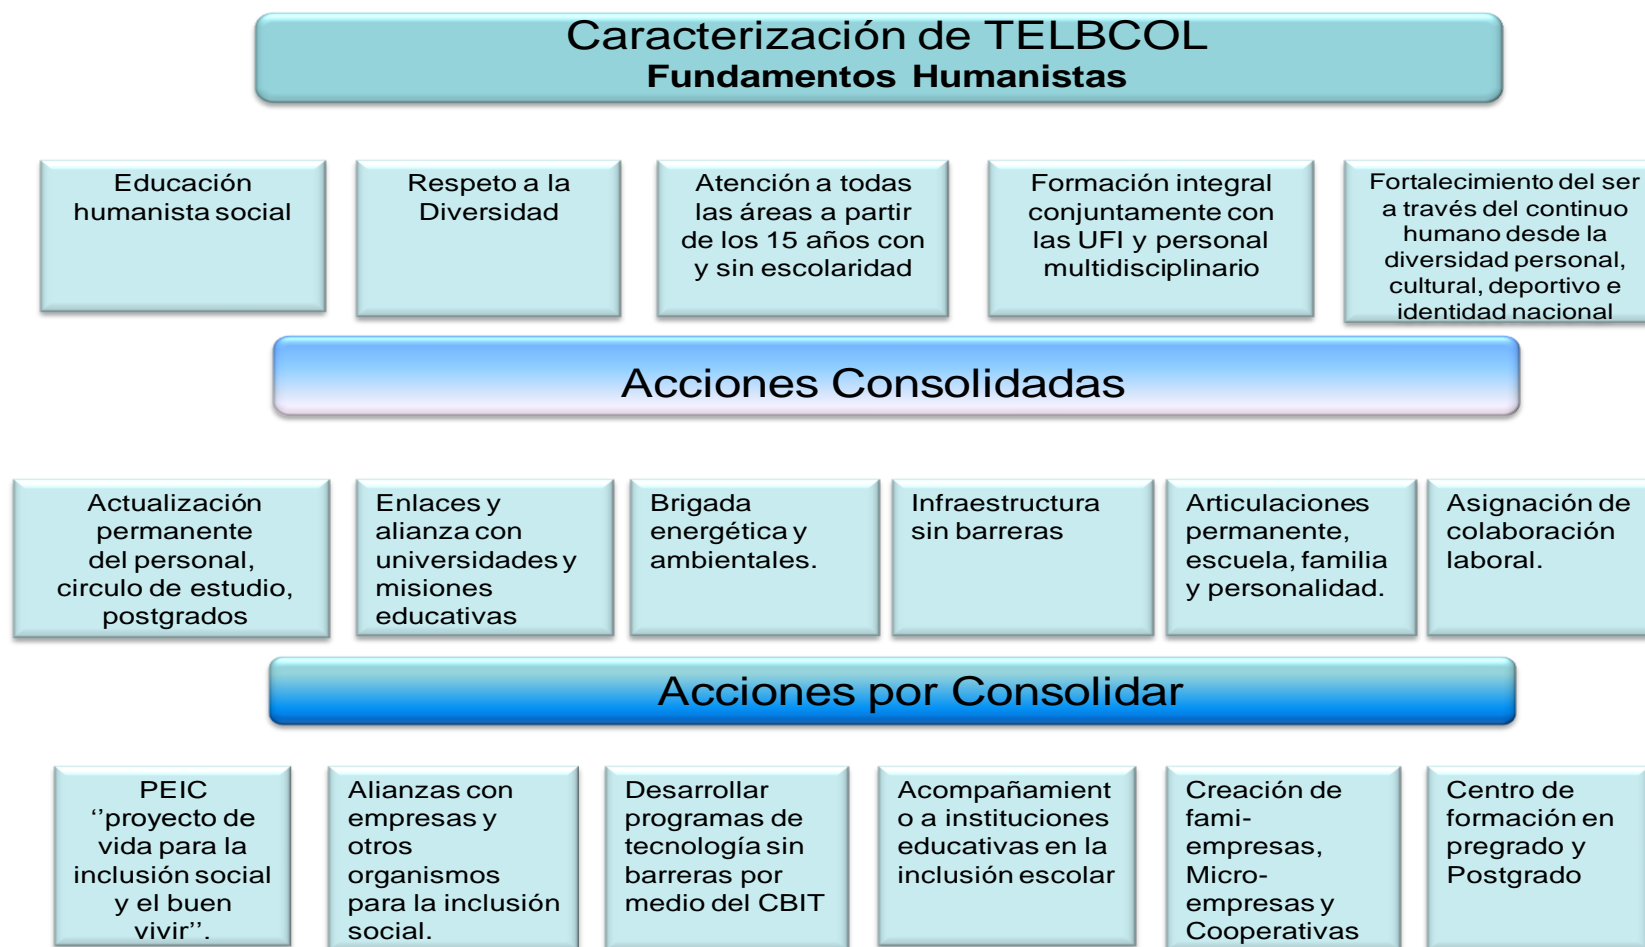 Caracterización de TELBCOL
Fundamentos Humanistas
Educación
humanista social
Respeto a la
Diversidad
Atención a todas
las áreas a partir
de los 15 años con
y sin escolaridad
Formación integral
conjuntamente con
las UFI y personal
multidisciplinario
Fortalecimiento del ser
a través del continuo
humano desde la
diversidad personal,
cultural, deportivo e
identidad nacional
Acciones Consolidadas
Actualización
permanente
del personal,
circulo de estudio,
postgrados
Enlaces y
alianza con
universidades y
misiones
educativas
Brigada
energética y
ambientales.
Infraestructura
sin barreras
Articulaciones
permanente,
escuela, familia
y personalidad.
Asignación de
colaboración
laboral.
Acciones por Consolidar
PEIC
‘’proyecto de
vida para la
inclusión social
y el buen
vivir’’.
Alianzas con
empresas y
otros
organismos
para la inclusión
social.
Desarrollar
programas de
tecnología sin
barreras por
medio del CBIT
Acompañamient
o a instituciones
educativas en la
inclusión escolar
Creación de
fami-
empresas,
Micro-
empresas y
Cooperativas
Centro de
formación en
pregrado y
Postgrado